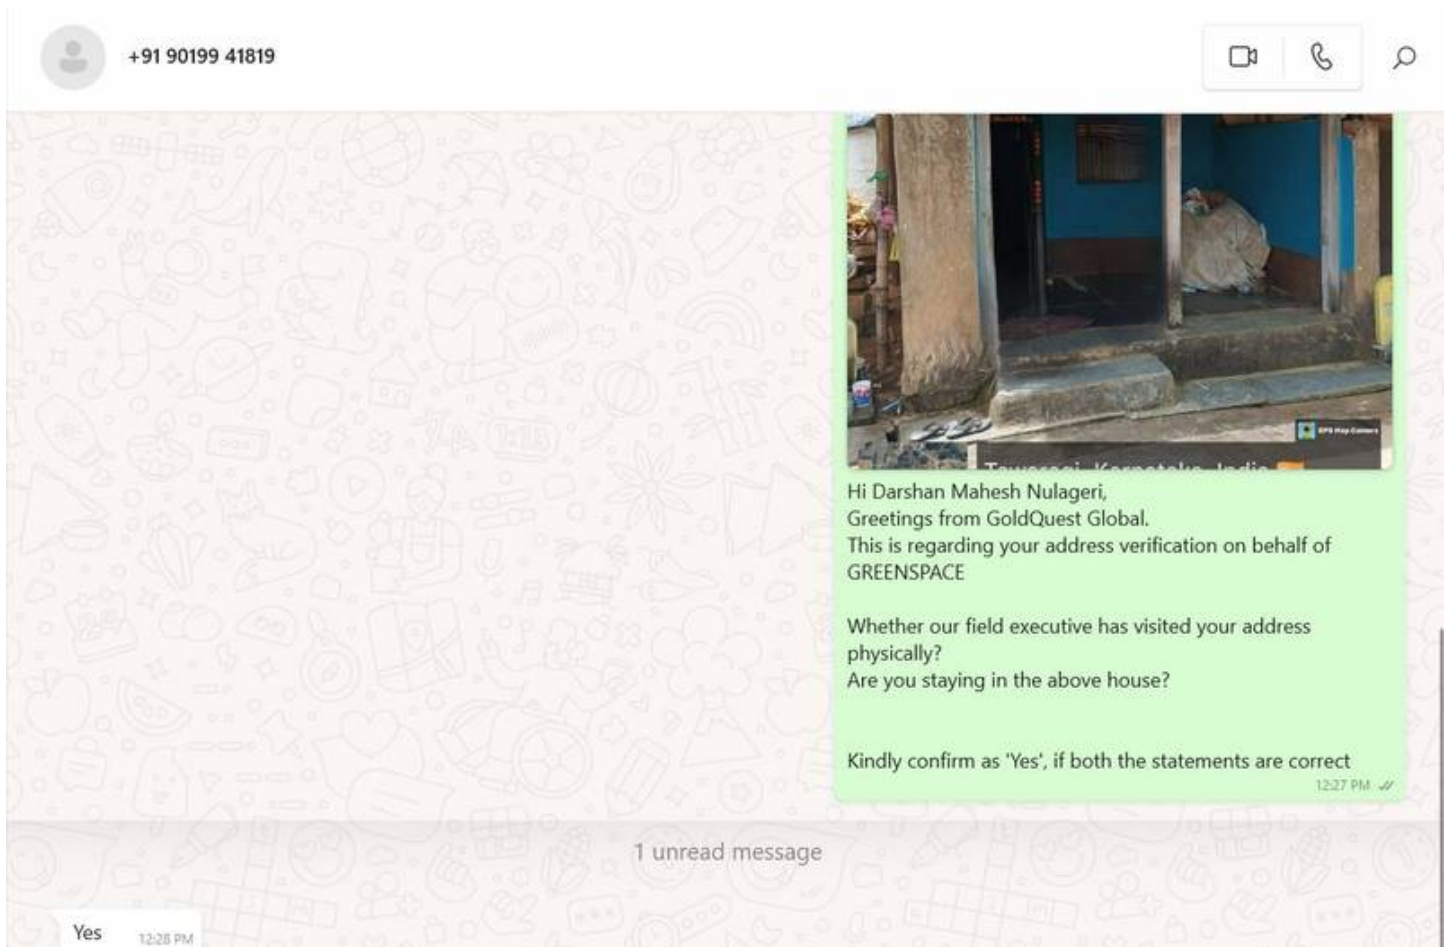 +91 90199 41819
GPS Map Camera
Hi Darshan Mahesh Nulageri,
Greetings from GoldQuest Global.
This is regarding your address verification on behalf of
GREENSPACE
Whether our field executive has visited your address
physically?
Are you staying in the above house?
Kindly confirm as 'Yes', if both the statements are correct
12:27 PM
1 unread message
Yes 12:28 PM